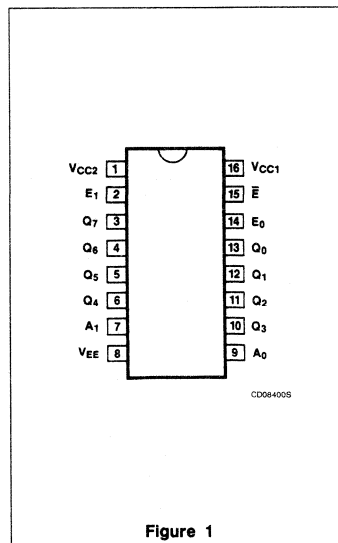 VCC2 1 16 VCC1
E1 2 15 E̅
Q7 3 14 E0
Q6 4 13 Q0
Q5 5 12 Q1
Q4 6 11 Q2
A1 7 10 Q3
VEE 8 9 A0
CD08400S
Figure 1